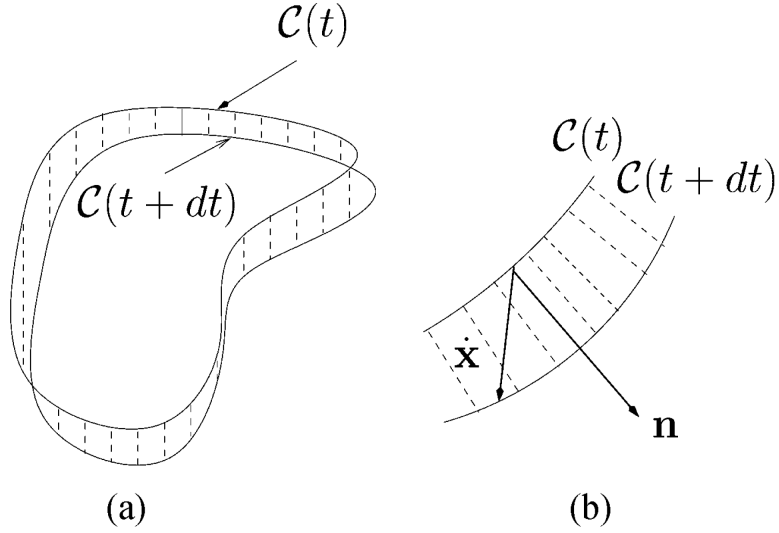 𝒞(t)
𝒞(t + dt)
(a)
𝒞(t)
𝒞(t + dt)
ẋ
n
(b)